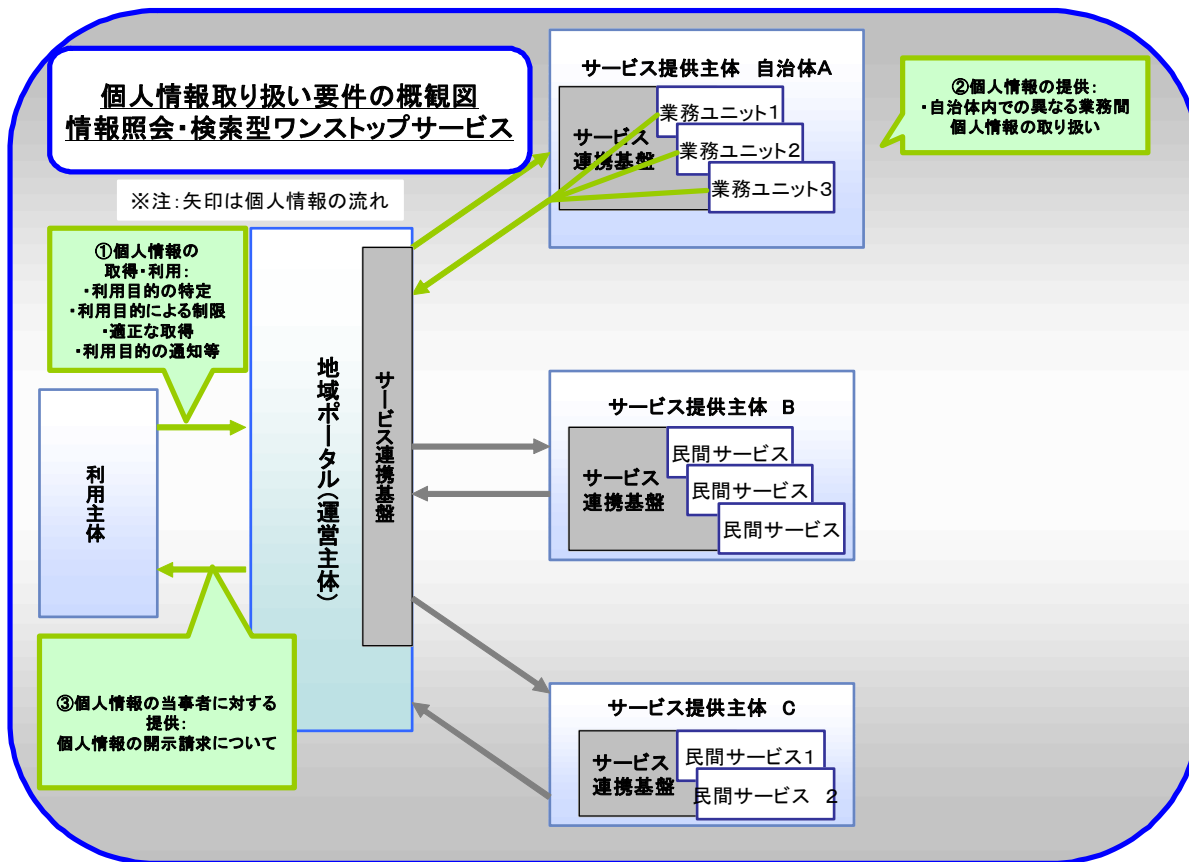 個人情報取り扱い要件の概観図
情報照会・検索型ワンストップサービス
※注：矢印は個人情報の流れ
①個人情報の
取得・利用：
・利用目的の特定
・利用目的による制限
・適正な取得
・利用目的の通知等
利用主体
③個人情報の当事者に対する
提供：
個人情報の開示請求について
地域ポータル（運営主体）
サービス連携基盤
サービス提供主体　自治体A
サービス
連携基盤
業務ユニット1
業務ユニット2
業務ユニット3
②個人情報の提供：
・自治体内での異なる業務間
個人情報の取り扱い
サービス提供主体　B
サービス
連携基盤
民間サービス
民間サービス
民間サービス
サービス提供主体　C
サービス
連携基盤
民間サービス1
民間サービス　2